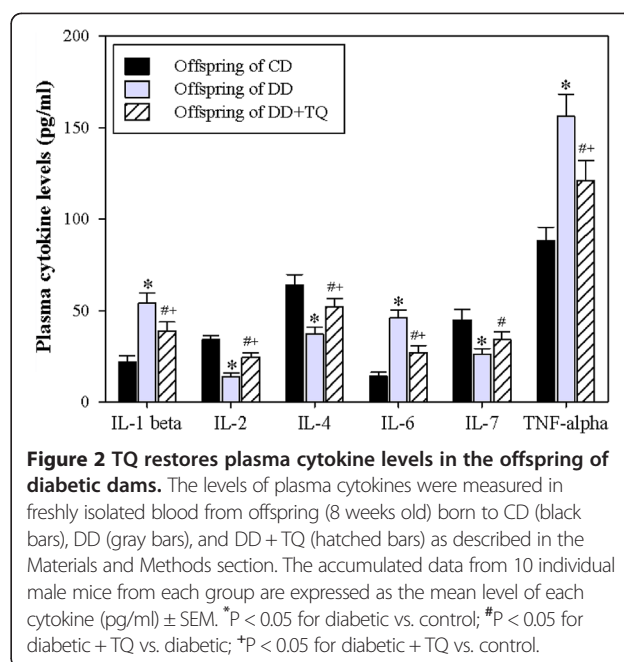 200
150
100
50
0
Plasma cytokine levels (pg/ml)
Offspring of CD
Offspring of DD
Offspring of DD+TQ
* #+ * #+ * #+ * #+ * # * #+
IL-1 beta IL-2 IL-4 IL-6 IL-7 TNF-alpha
Figure 2 TQ restores plasma cytokine levels in the offspring of
diabetic dams. The levels of plasma cytokines were measured in
freshly isolated blood from offspring (8 weeks old) born to CD (black
bars), DD (gray bars), and DD + TQ (hatched bars) as described in the
Materials and Methods section. The accumulated data from 10 individual
male mice from each group are expressed as the mean level of each
cytokine (pg/ml) ± SEM. *P < 0.05 for diabetic vs. control; #P < 0.05 for
diabetic + TQ vs. diabetic; +P < 0.05 for diabetic + TQ vs. control.